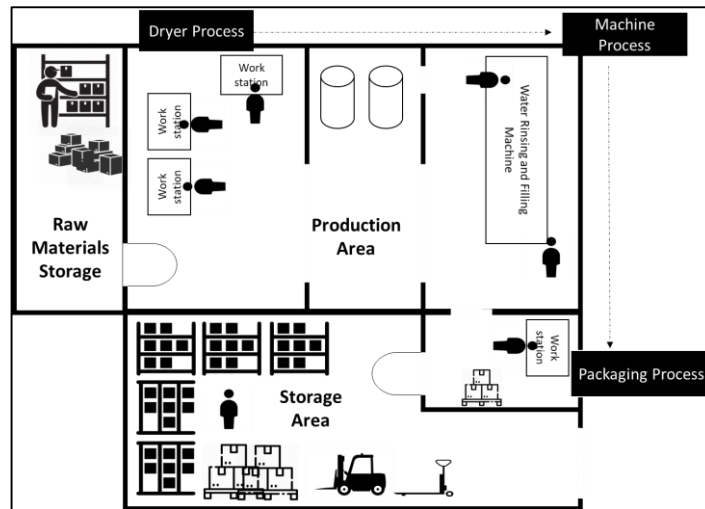 Dryer Process
Machine
Process
Work
station
Work
station
Work
station
Water Rinsing and Filling
Machine
Raw
Materials
Storage
Production
Area
Work
station
Packaging Process
Storage
Area